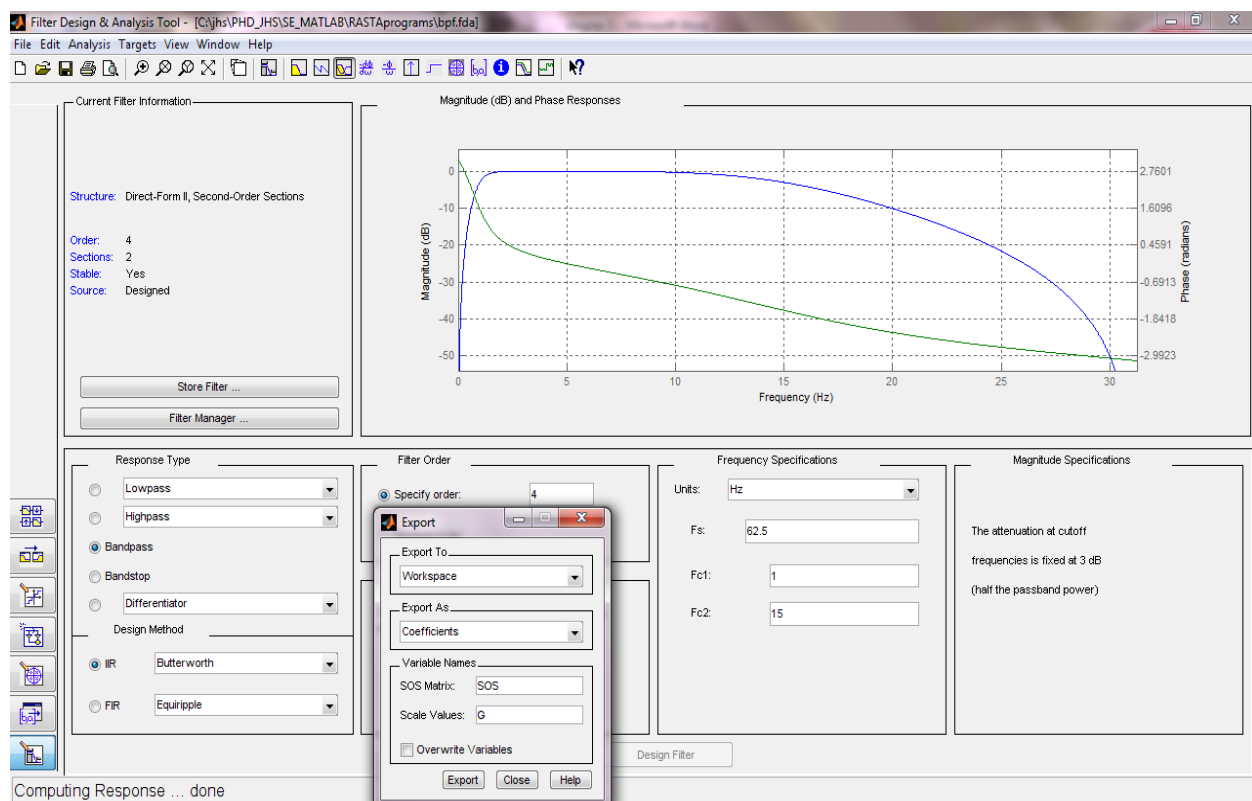 Filter Design & Analysis Tool - [C:\jhs\PHD_JHS\SE_MATLAB\RASTAprograms\bpf.fda]
File Edit Analysis Targets View Window Help
Current Filter Information
Structure: Direct-Form II, Second-Order Sections
Order: 4
Sections: 2
Stable: Yes
Source: Designed
Store Filter ...
Filter Manager ...
Magnitude (dB) and Phase Responses
Magnitude (dB)
0
-10
-20
-30
-40
-50
0 5 10 15 20 25 30
Frequency (Hz)
2.7601
1.6096
0.4591
-0.6913
-1.8418
-2.9923
Phase (radians)
Response Type
Lowpass
Highpass
Bandpass
Bandstop
Differentiator
Design Method
IIR Butterworth
FIR Equiripple
Filter Order
Specify order: 4
Export
Export To
Workspace
Export As
Coefficients
Variable Names
SOS Matrix: SOS
Scale Values: G
Overwrite Variables
Export Close Help
Frequency Specifications
Units: Hz
Fs: 62.5
Fc1: 1
Fc2: 15
Magnitude Specifications
The attenuation at cutoff
frequencies is fixed at 3 dB
(half the passband power)
Design Filter
Computing Response ... done